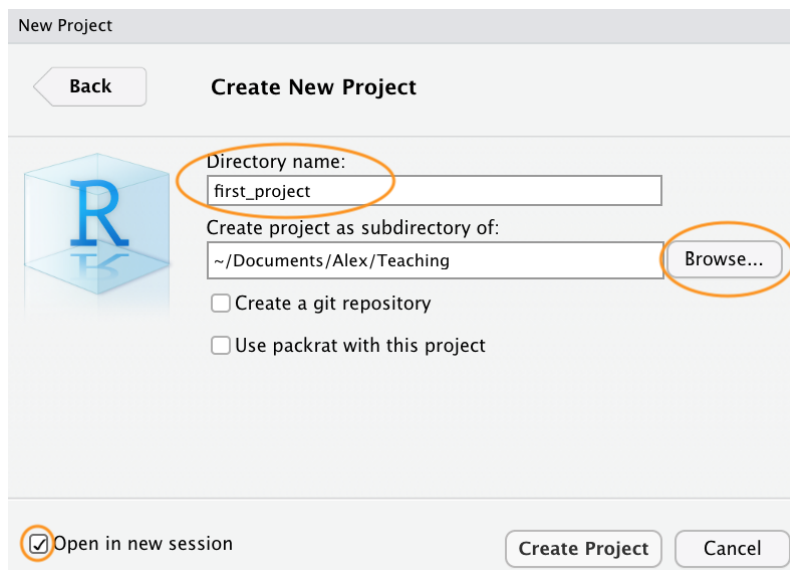 New Project
Back
Create New Project
R
Directory name:
first_project
Create project as subdirectory of:
~/Documents/Alex/Teaching
Browse...
Create a git repository
Use packrat with this project
Open in new session
Create Project
Cancel